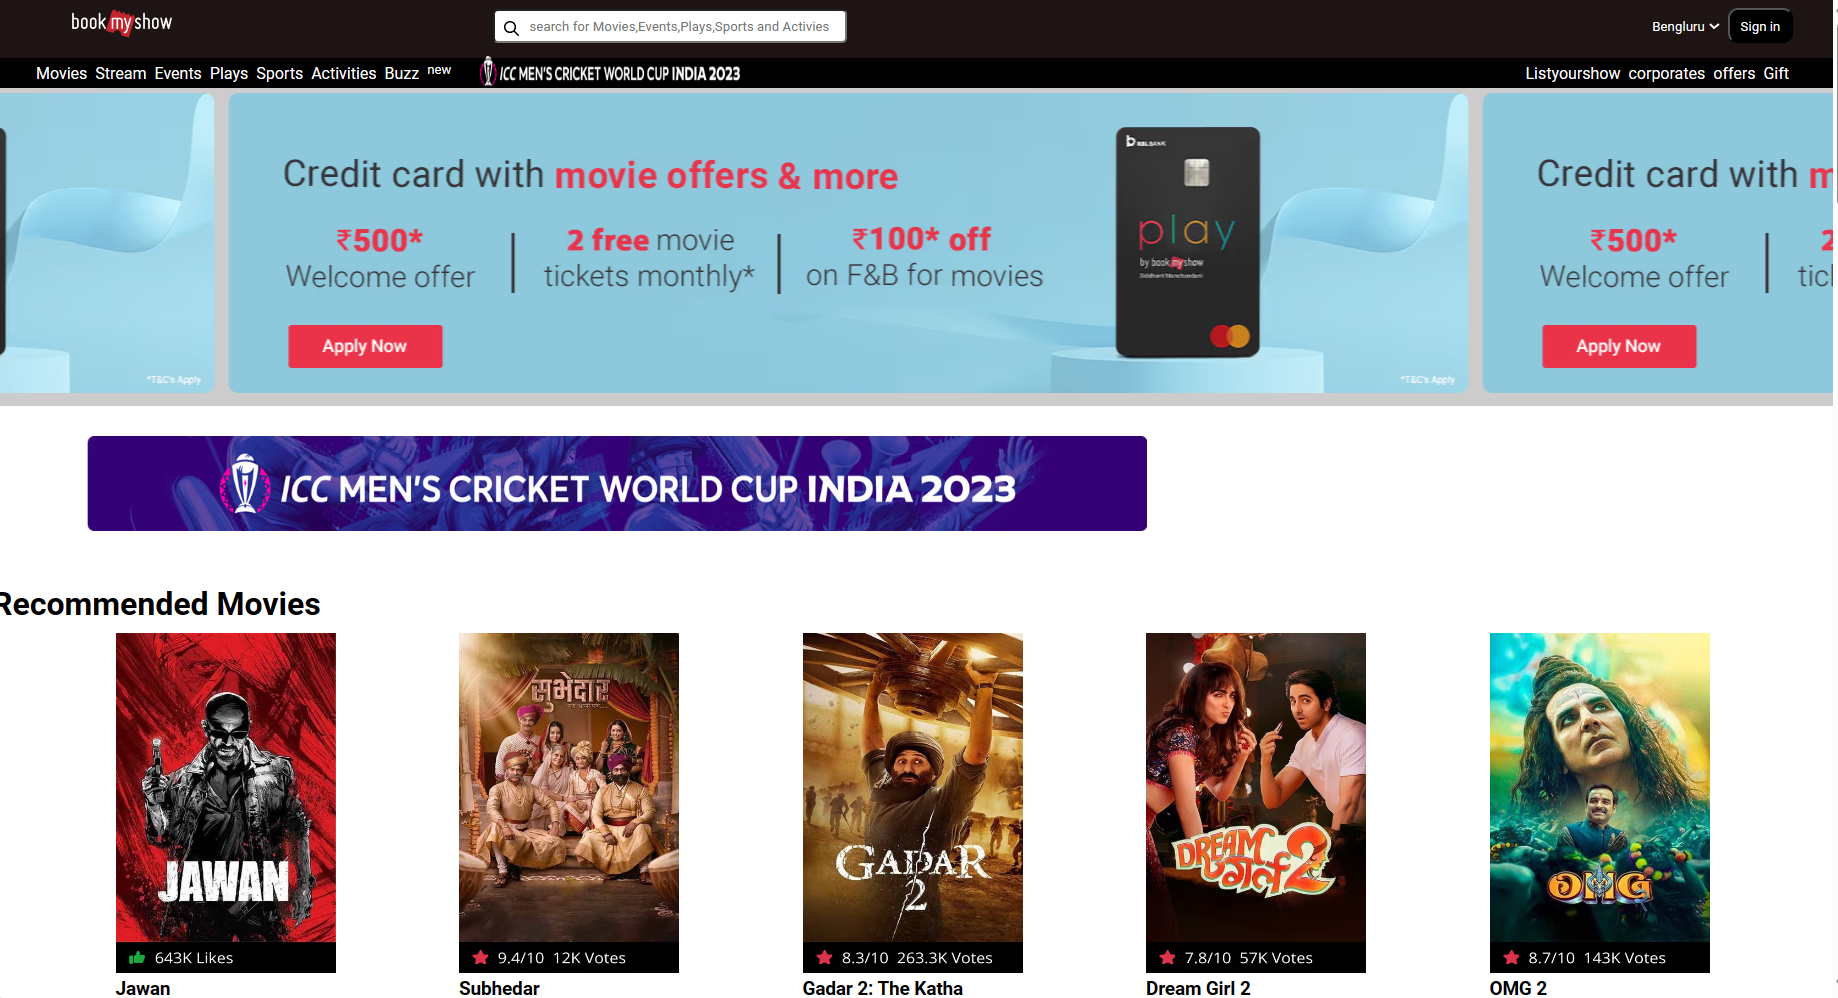 book my show
search for Movies,Events,Plays,Sports and Activies
Bengluru
Sign in
Movies Stream Events Plays Sports Activities Buzz new
ICC MEN'S CRICKET WORLD CUP INDIA 2023
Listyourshow corporates offers Gift
*T&C's Apply
Credit card with movie offers & more
₹500*
Welcome offer
2 free movie
tickets monthly*
₹100* off
on F&B for movies
Apply Now
RBL BANK
play
by book my show
Siddhant Manchundani
*T&C's Apply
Credit card with m
₹500*
Welcome offer
2
tic
Apply Now
ICC MEN'S CRICKET WORLD CUP INDIA 2023
Recommended Movies
JAWAN
643K Likes
Jawan
सुभेदार
9.4/10 12K Votes
Subhedar
GADAR
2
8.3/10 263.3K Votes
Gadar 2: The Katha
DREAM
गर्ल 2
7.8/10 57K Votes
Dream Girl 2
OMG
8.7/10 143K Votes
OMG 2